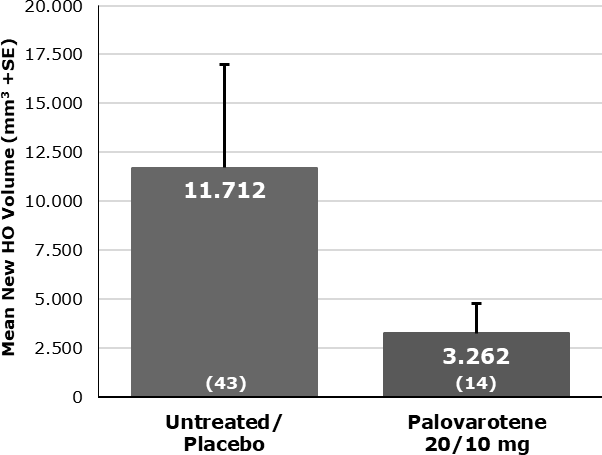 Mean New HO Volume (mm³ +SE)
20.000
17.500
15.000
12.500
10.000
7.500
5.000
2.500
0
11.712
(43)
3.262
(14)
Untreated/
Placebo
Palovarotene
20/10 mg